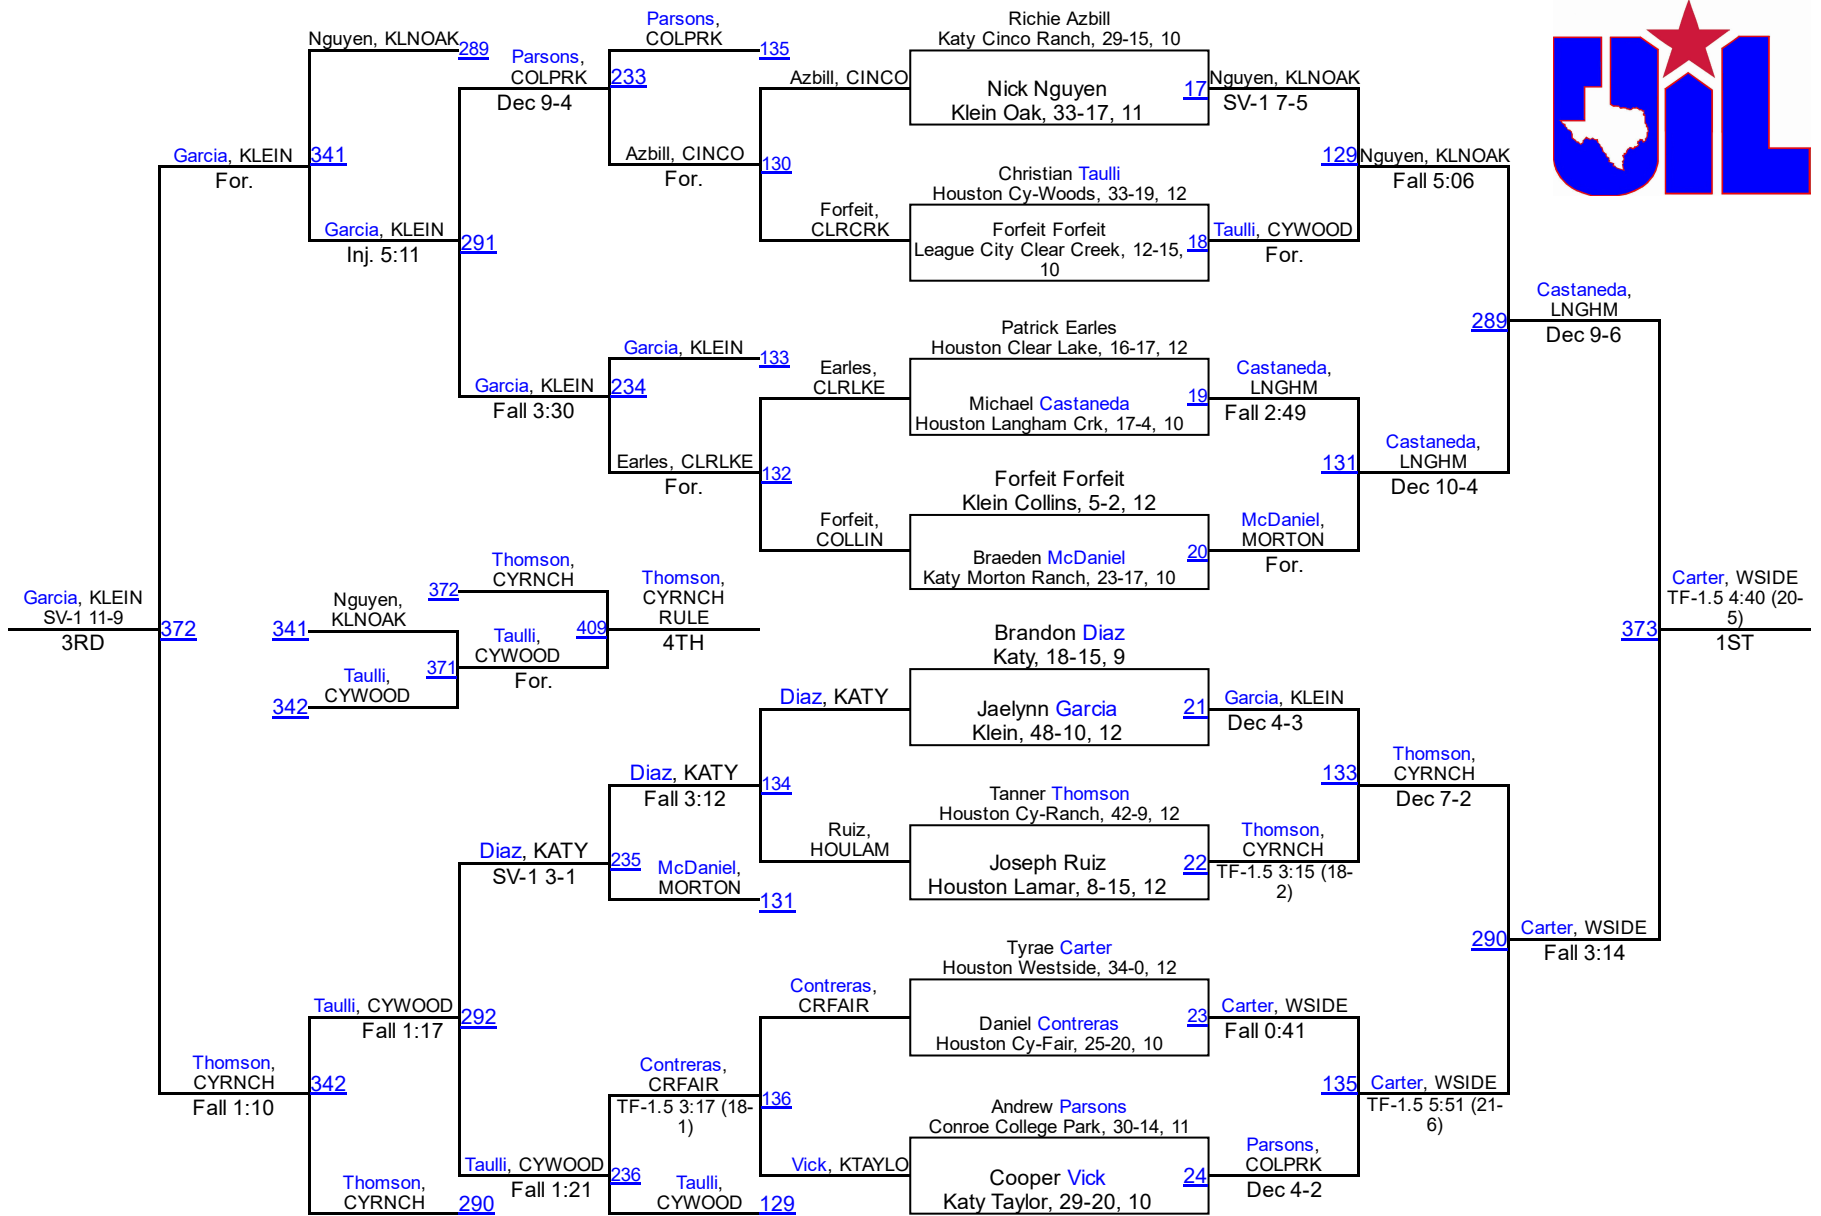 Nguyen, KLNOAK
289
Garcia, KLEIN
For.
341
Garcia, KLEIN
Inj. 5:11
Parsons,
COLPRK
Dec 9-4
233
291
Garcia, KLEIN
Fall 3:30
234
Parsons,
COLPRK
135
Azbill, CINCO
For.
130
Garcia, KLEIN
133
Earles, CLRLKE
For.
132
Azbill, CINCO
Forfeit,
CLRCRK
Earles,
CLRLKE
Forfeit,
COLLIN
Richie Azbill
Katy Cinco Ranch, 29-15, 10
Nick Nguyen
Klein Oak, 33-17, 11
17
Nguyen, KLNOAK
SV-1 7-5
Christian Taulli
Houston Cy-Woods, 33-19, 12
Forfeit Forfeit
League City Clear Creek, 12-15,
10
18
Taulli, CYWOOD
For.
129
Nguyen, KLNOAK
Fall 5:06
Patrick Earles
Houston Clear Lake, 16-17, 12
Michael Castaneda
Houston Langham Crk, 17-4, 10
19
Castaneda,
LNGHM
Fall 2:49
Forfeit Forfeit
Klein Collins, 5-2, 12
Braeden McDaniel
Katy Morton Ranch, 23-17, 10
20
McDaniel,
MORTON
For.
131
Castaneda,
LNGHM
Dec 10-4
289
Castaneda,
LNGHM
Dec 9-6
UIL
Garcia, KLEIN
SV-1 11-9
3RD
372
341
Nguyen,
KLNOAK
342
Taulli,
CYWOOD
371
372
Thomson,
CYRNCH
Taulli,
CYWOOD
For.
409
Thomson,
CYRNCH
RULE
4TH
373
Carter, WSIDE
TF-1.5 4:40 (20-
5)
1ST
Brandon Diaz
Katy, 18-15, 9
Diaz, KATY
Jaelynn Garcia
Klein, 48-10, 12
21
Garcia, KLEIN
Dec 4-3
Diaz, KATY
Fall 3:12
134
Tanner Thomson
Houston Cy-Ranch, 42-9, 12
Ruiz,
HOULAM
Joseph Ruiz
Houston Lamar, 8-15, 12
22
Thomson,
CYRNCH
TF-1.5 3:15 (18-
2)
133
Thomson,
CYRNCH
Dec 7-2
Diaz, KATY
SV-1 3-1
235
McDaniel,
MORTON
131
290
Carter, WSIDE
Fall 3:14
Tyrae Carter
Houston Westside, 34-0, 12
Contreras,
CRFAIR
Daniel Contreras
Houston Cy-Fair, 25-20, 10
23
Carter, WSIDE
Fall 0:41
Taulli, CYWOOD
Fall 1:17
292
Thomson,
CYRNCH
Fall 1:10
342
Contreras,
CRFAIR
TF-1.5 3:17 (18-
1)
136
Andrew Parsons
Conroe College Park, 30-14, 11
135
Carter, WSIDE
TF-1.5 5:51 (21-
6)
Thomson,
CYRNCH
290
Taulli, CYWOOD
Fall 1:21
236
Taulli,
CYWOOD
129
Vick, KTAYLO
Cooper Vick
Katy Taylor, 29-20, 10
24
Parsons,
COLPRK
Dec 4-2